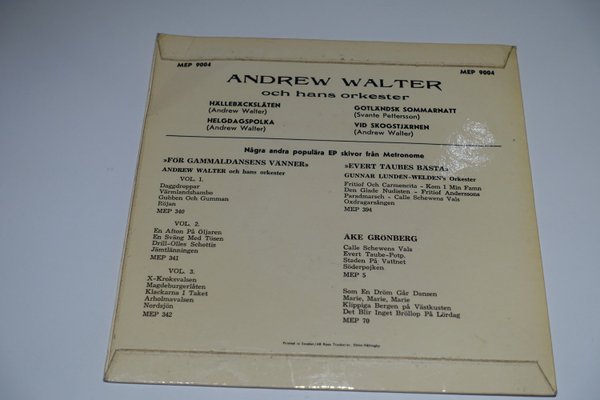 MEP 9004
MEP 9004
ANDREW WALTER
och hans orkester
HÄLLEBÄCKSLÅTEN
(Andrew Walter)
HELGDAGSPOLKA
(Andrew Walter)
GOTLÄNDSK SOMMARNATT
(Svante Pettersson)
VID SKOGSTJÄRNEN
(Andrew Walter)
Några andra populära EP skivor från Metronome
»FÖR GAMMALDANSENS VÄNNER»
ANDREW WALTER och hans orkester
VOL. 1.
Daggdroppar
Värmlandshambo
Gubben Och Gumman
Röjan
MEP 340
VOL. 2.
En Afton På Öljaren
En Sväng Med Tösen
Drill-Olles Schottis
Jämtlänningen
MEP 341
VOL. 3.
X-Kroksvalsen
Magdeburgerlåten
Klackarna I Taket
Arholmavalsen
Nordsjön
MEP 342
»EVERT TAUBES BÄSTA»
GUNNAR LUNDEN-WELDEN's Orkester
Fritiof Och Carmencita - Kom I Min Famn
Den Glade Nudisten - Fritiof Anderssons
Paradmarsch - Calle Schewens Vals
Oxdragarsången
MEP 394
ÅKE GRÖNBERG
Calle Schewens Vals
Evert Taube-Potp.
Staden På Vattnet
Söderpojken
MEP 5
Som En Dröm Går Dansen
Marie, Marie, Marie
Klippiga Bergen på Västkusten
Det Blir Inget Bröllop På Lördag
MEP 70
Printed in Sweden/AB